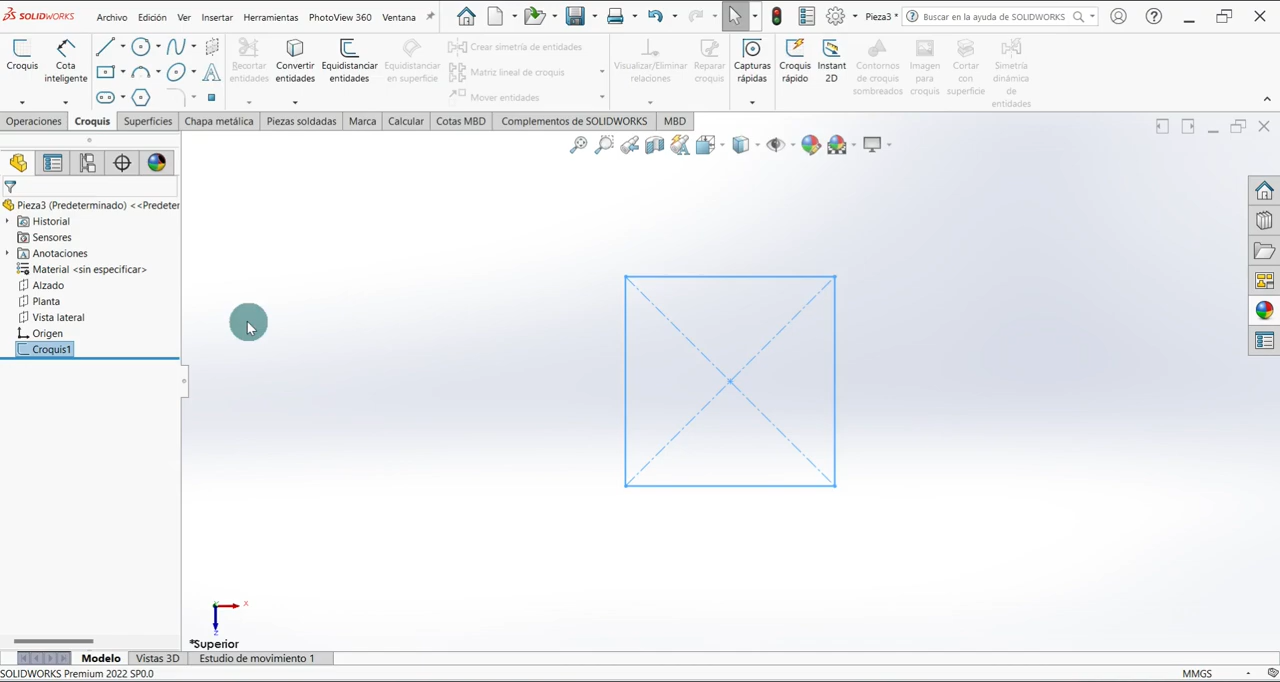 SOLIDWORKS
Archivo Edición Ver Insertar Herramientas PhotoView 360 Ventana
Pieza3 *
Buscar en la ayuda de SOLIDWORKS
Croquis
Cota inteligente
Recortar entidades
Convertir entidades
Equidistanciar entidades
Equidistanciar en superficie
Crear simetría de entidades
Matriz lineal de croquis
Mover entidades
Visualizar/Eliminar relaciones
Reparar croquis
Capturas rápidas
Croquis rápido
Instant 2D
Contornos de croquis sombreados
Imagen para croquis
Cortar con superficie
Simetría dinámica de entidades
Operaciones Croquis Superficies Chapa metálica Piezas soldadas Marca Calcular Cotas MBD Complementos de SOLIDWORKS MBD
Pieza3 (Predeterminado) <<Predeter
Historial
Sensores
Anotaciones
Material <sin especificar>
Alzado
Planta
Vista lateral
Origen
Croquis1
X
Z
*Superior
Modelo Vistas 3D Estudio de movimiento 1
SOLIDWORKS Premium 2022 SP0.0
MMGS